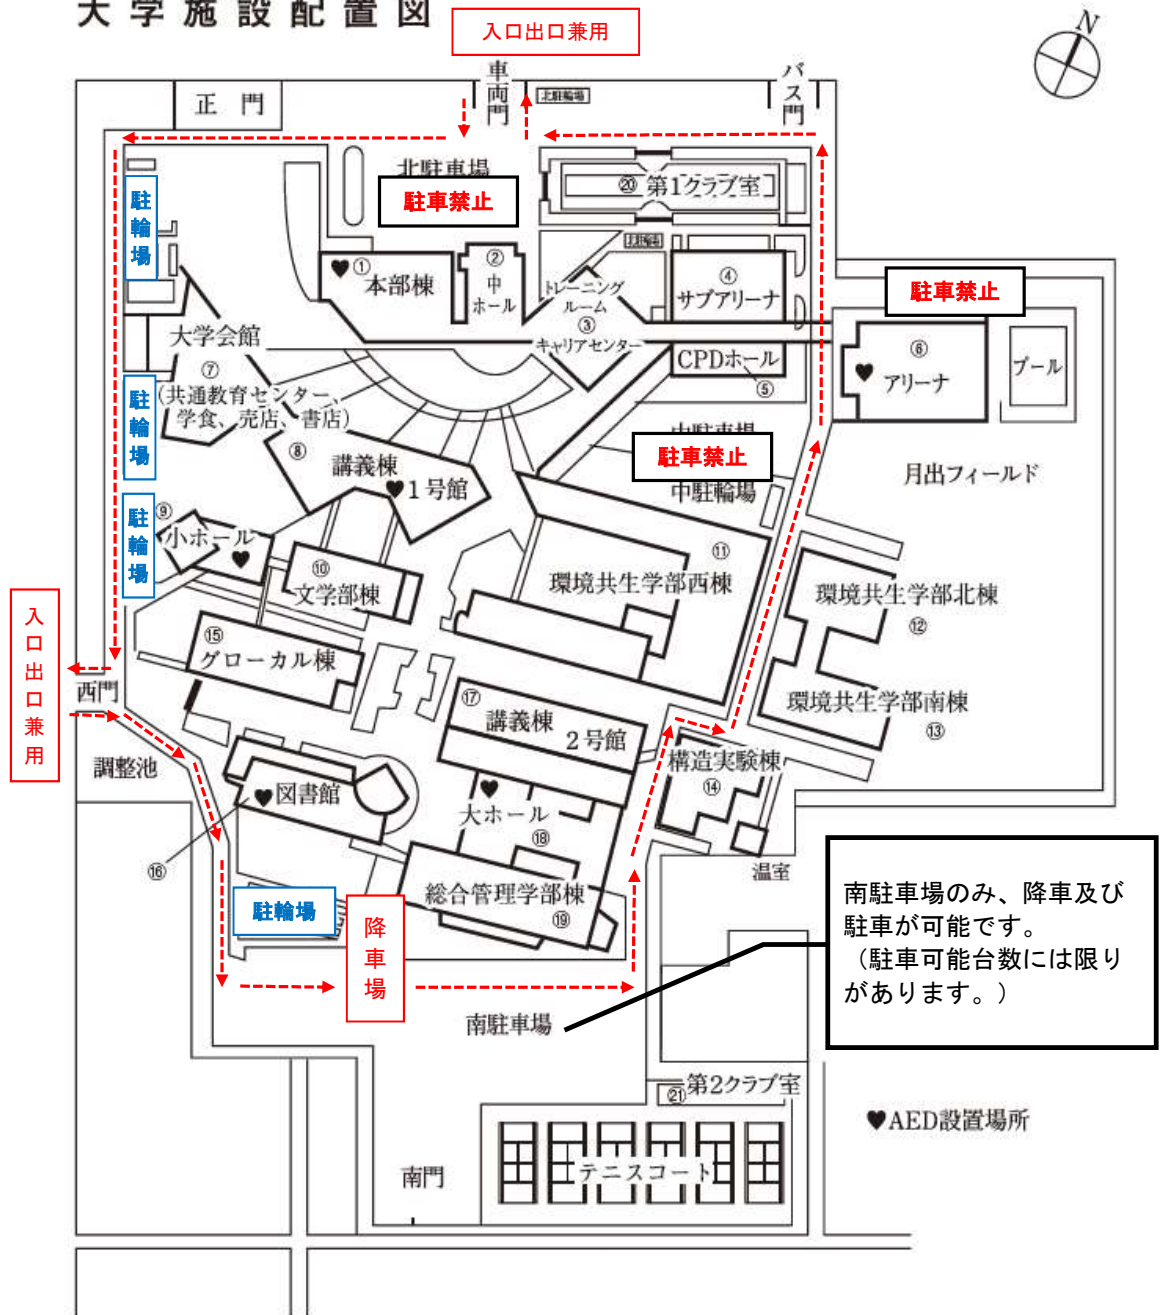 大学施設配置図
入口出口兼用
N
正門
車両門
北駐輪場
バス門
北駐車場
駐車禁止
⑳ 第1クラブ室
駐輪場
北駐輪場
① 本部棟
② 中ホール
トレーニング
ルーム
③
キャリアセンター
④
サブアリーナ
駐車禁止
CPDホール
⑤
⑥
アリーナ
プール
大学会館
⑦
(共通教育センター、
学食、売店、書店)
駐輪場
⑧
講義棟
1号館
中駐車場
駐車禁止
中駐輪場
月出フィールド
駐輪場
⑨
小ホール
⑩
文学部棟
⑪
環境共生学部西棟
環境共生学部北棟
⑫
入口出口兼用
⑮
グローカル棟
西門
環境共生学部南棟
⑬
⑰
講義棟
2号館
構造実験棟
⑭
調整池
図書館
⑯
大ホール
⑱
温室
総合管理学部棟
⑲
駐輪場
降車場
南駐車場
南駐車場のみ、降車及び
駐車が可能です。
(駐車可能台数には限り
があります。)
㉑ 第2クラブ室
♥AED設置場所
テニスコート
南門